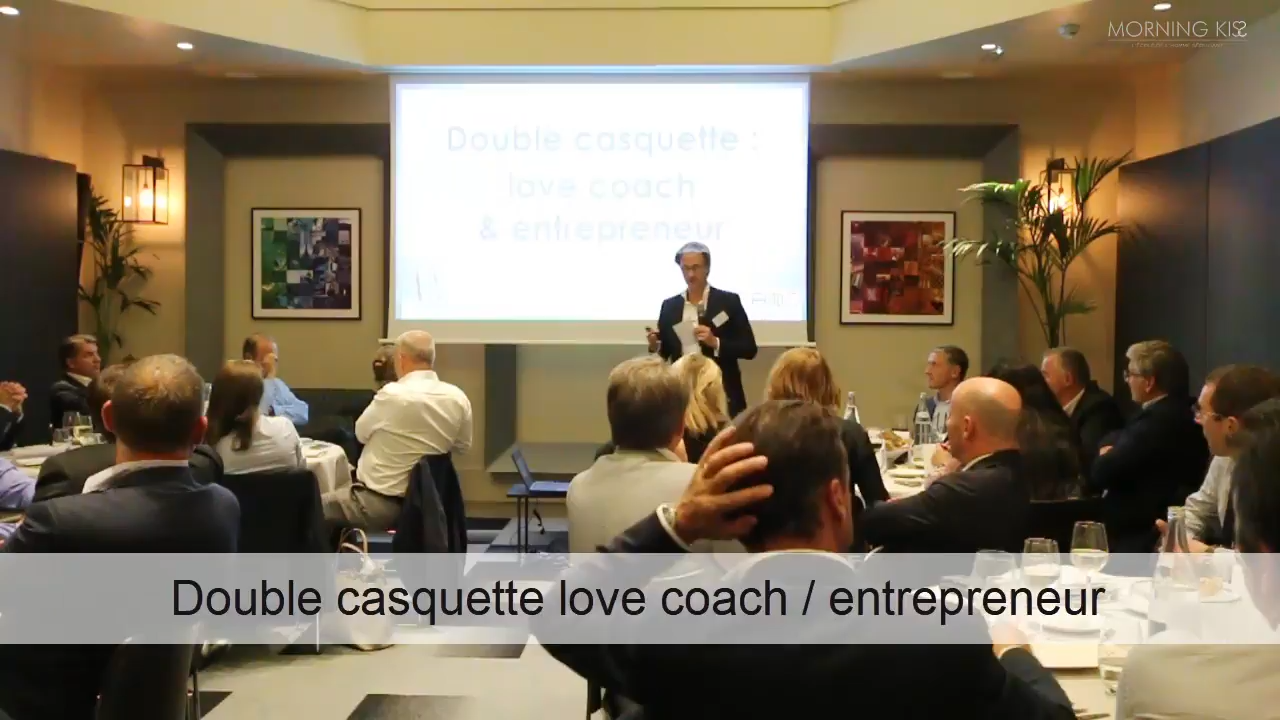 MORNING KISS
Double casquette :
love coach
& entrepreneur
Double casquette love coach / entrepreneur